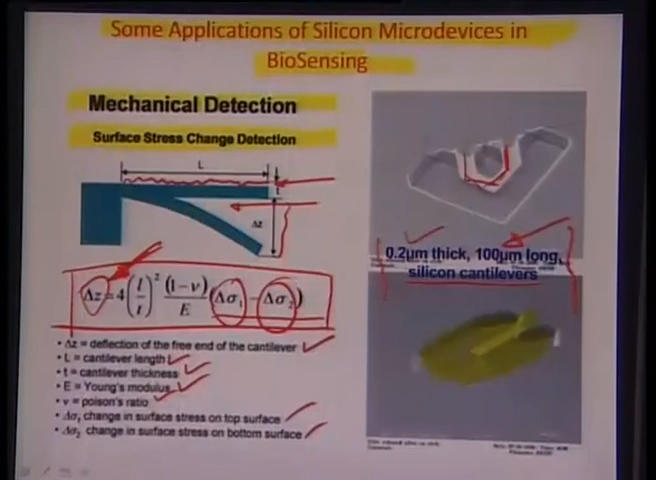 Some Applications of Silicon Microdevices in
BioSensing
Mechanical Detection
Surface Stress Change Detection
L
t
Δz
Δz = 4(l/t)² (1-ν)/E (Δσ₁ - Δσ₂)
• Δz = deflection of the free end of the cantilever
• L = cantilever length
• t = cantilever thickness
• E = Young's modulus
• ν = poison's ratio
• Δσ₁ change in surface stress on top surface
• Δσ₂ change in surface stress on bottom surface
0.2μm thick, 100μm long,
silicon cantilevers